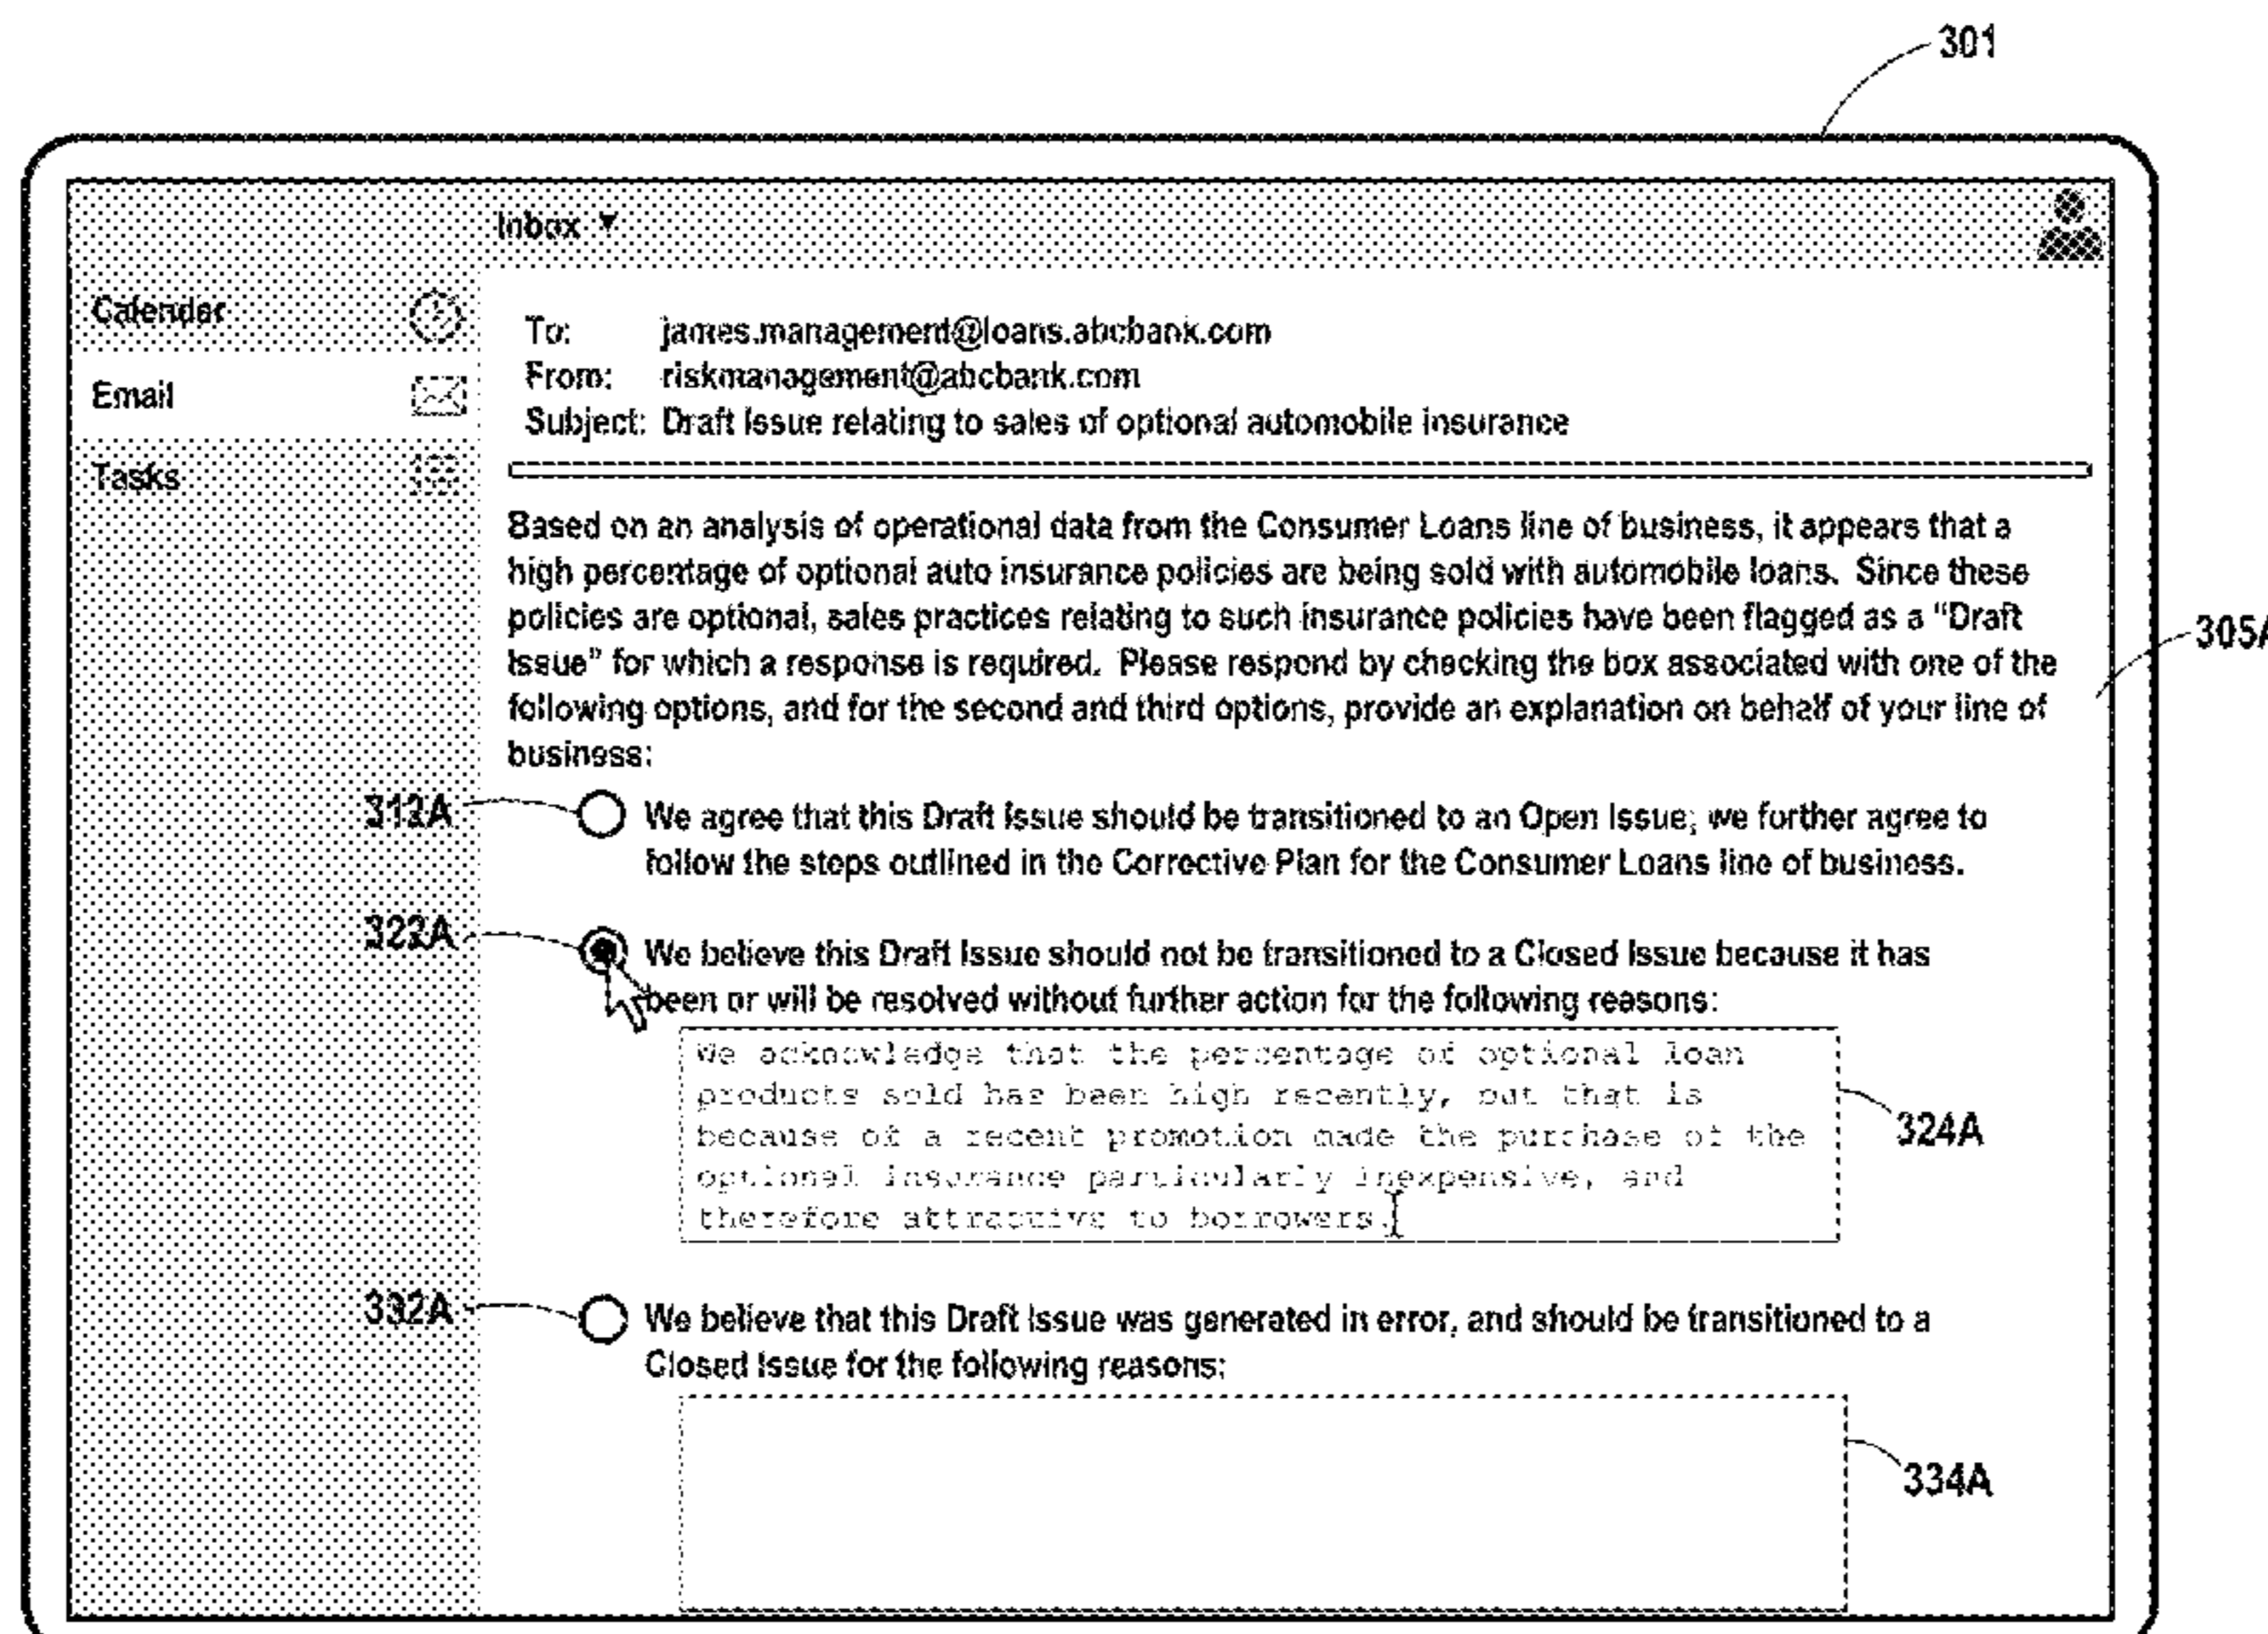 301
Inbox ▼
Calendar
Email
Tasks
To: james.management@loans.abcbank.com
From: riskmanagement@abcbank.com
Subject: Draft Issue relating to sales of optional automobile insurance
Based on an analysis of operational data from the Consumer Loans line of business, it appears that a
high percentage of optional auto insurance policies are being sold with automobile loans. Since these
policies are optional, sales practices relating to such insurance policies have been flagged as a "Draft
Issue" for which a response is required. Please respond by checking the box associated with one of the
following options, and for the second and third options, provide an explanation on behalf of your line of
business:
305A
312A
We agree that this Draft Issue should be transitioned to an Open Issue; we further agree to
follow the steps outlined in the Corrective Plan for the Consumer Loans line of business.
322A
We believe this Draft Issue should not be transitioned to a Closed Issue because it has
been or will be resolved without further action for the following reasons:
We acknowledge that the percentage of optional loan
products sold has been high recently, but that is
because of a recent promotion made the purchase of the
optional insurance particularly inexpensive, and
therefore attractive to borrowers.
324A
332A
We believe that this Draft Issue was generated in error, and should be transitioned to a
Closed Issue for the following reasons:
334A